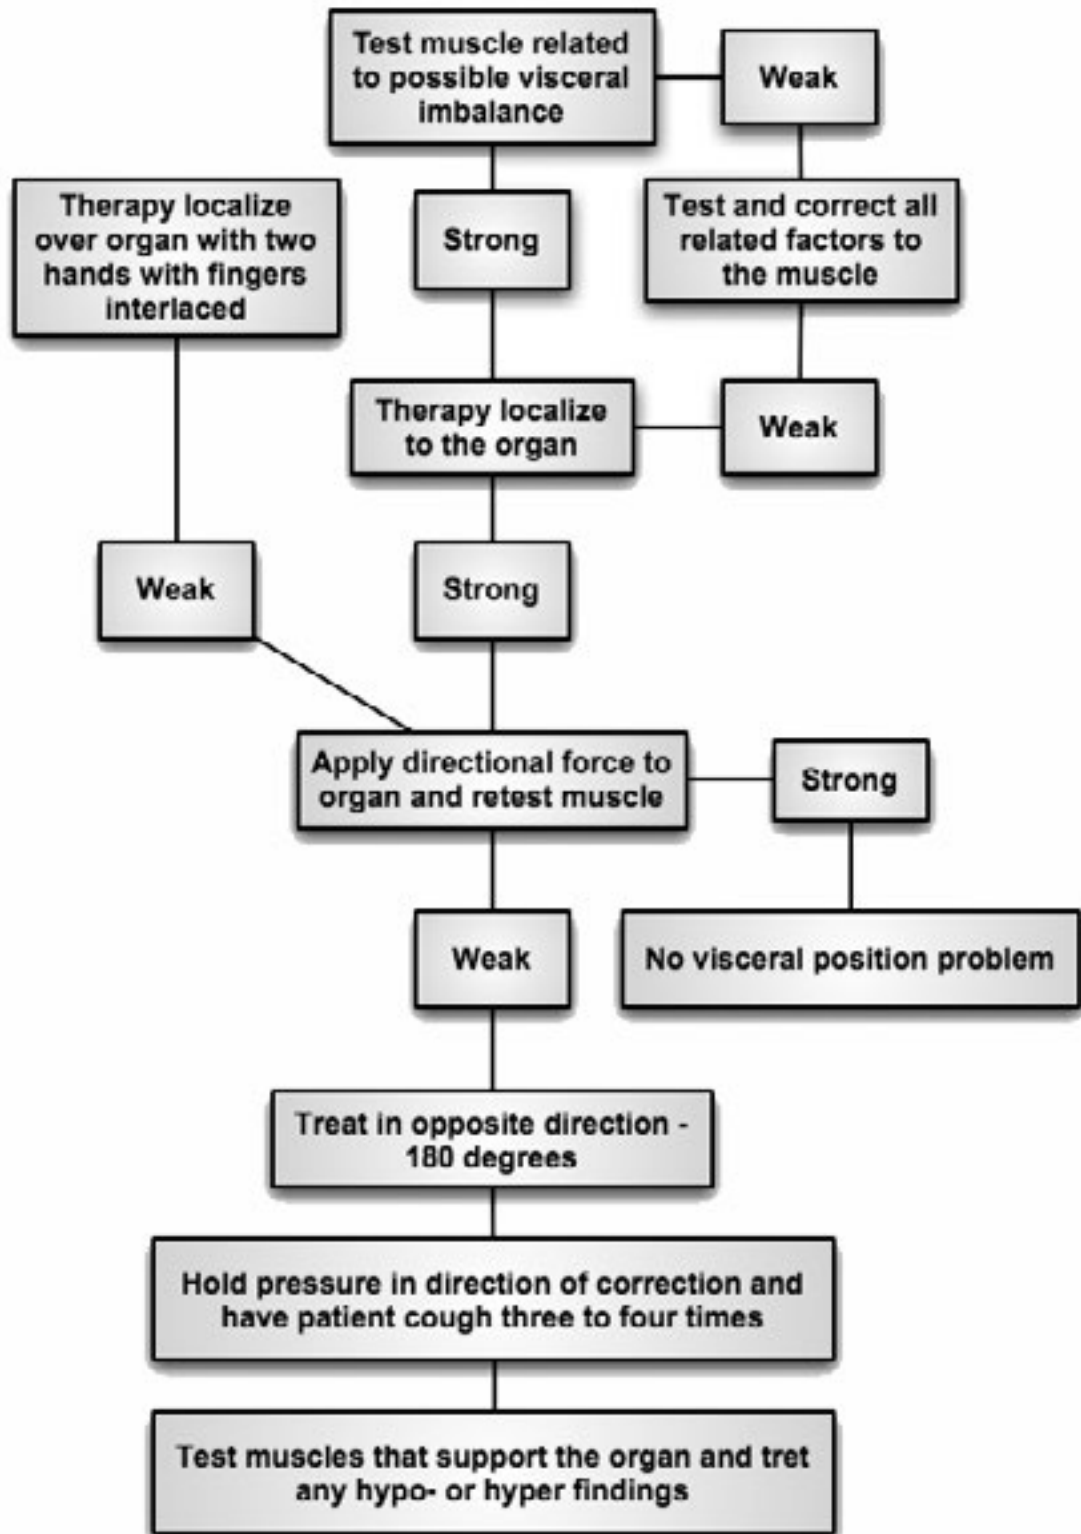 Test muscle related
to possible visceral
imbalance
Weak
Therapy localize
over organ with two
hands with fingers
interlaced
Strong
Test and correct all
related factors to
the muscle
Therapy localize
to the organ
Weak
Weak
Strong
Apply directional force to
organ and retest muscle
Strong
Weak
No visceral position problem
Treat in opposite direction -
180 degrees
Hold pressure in direction of correction and
have patient cough three to four times
Test muscles that support the organ and tret
any hypo- or hyper findings